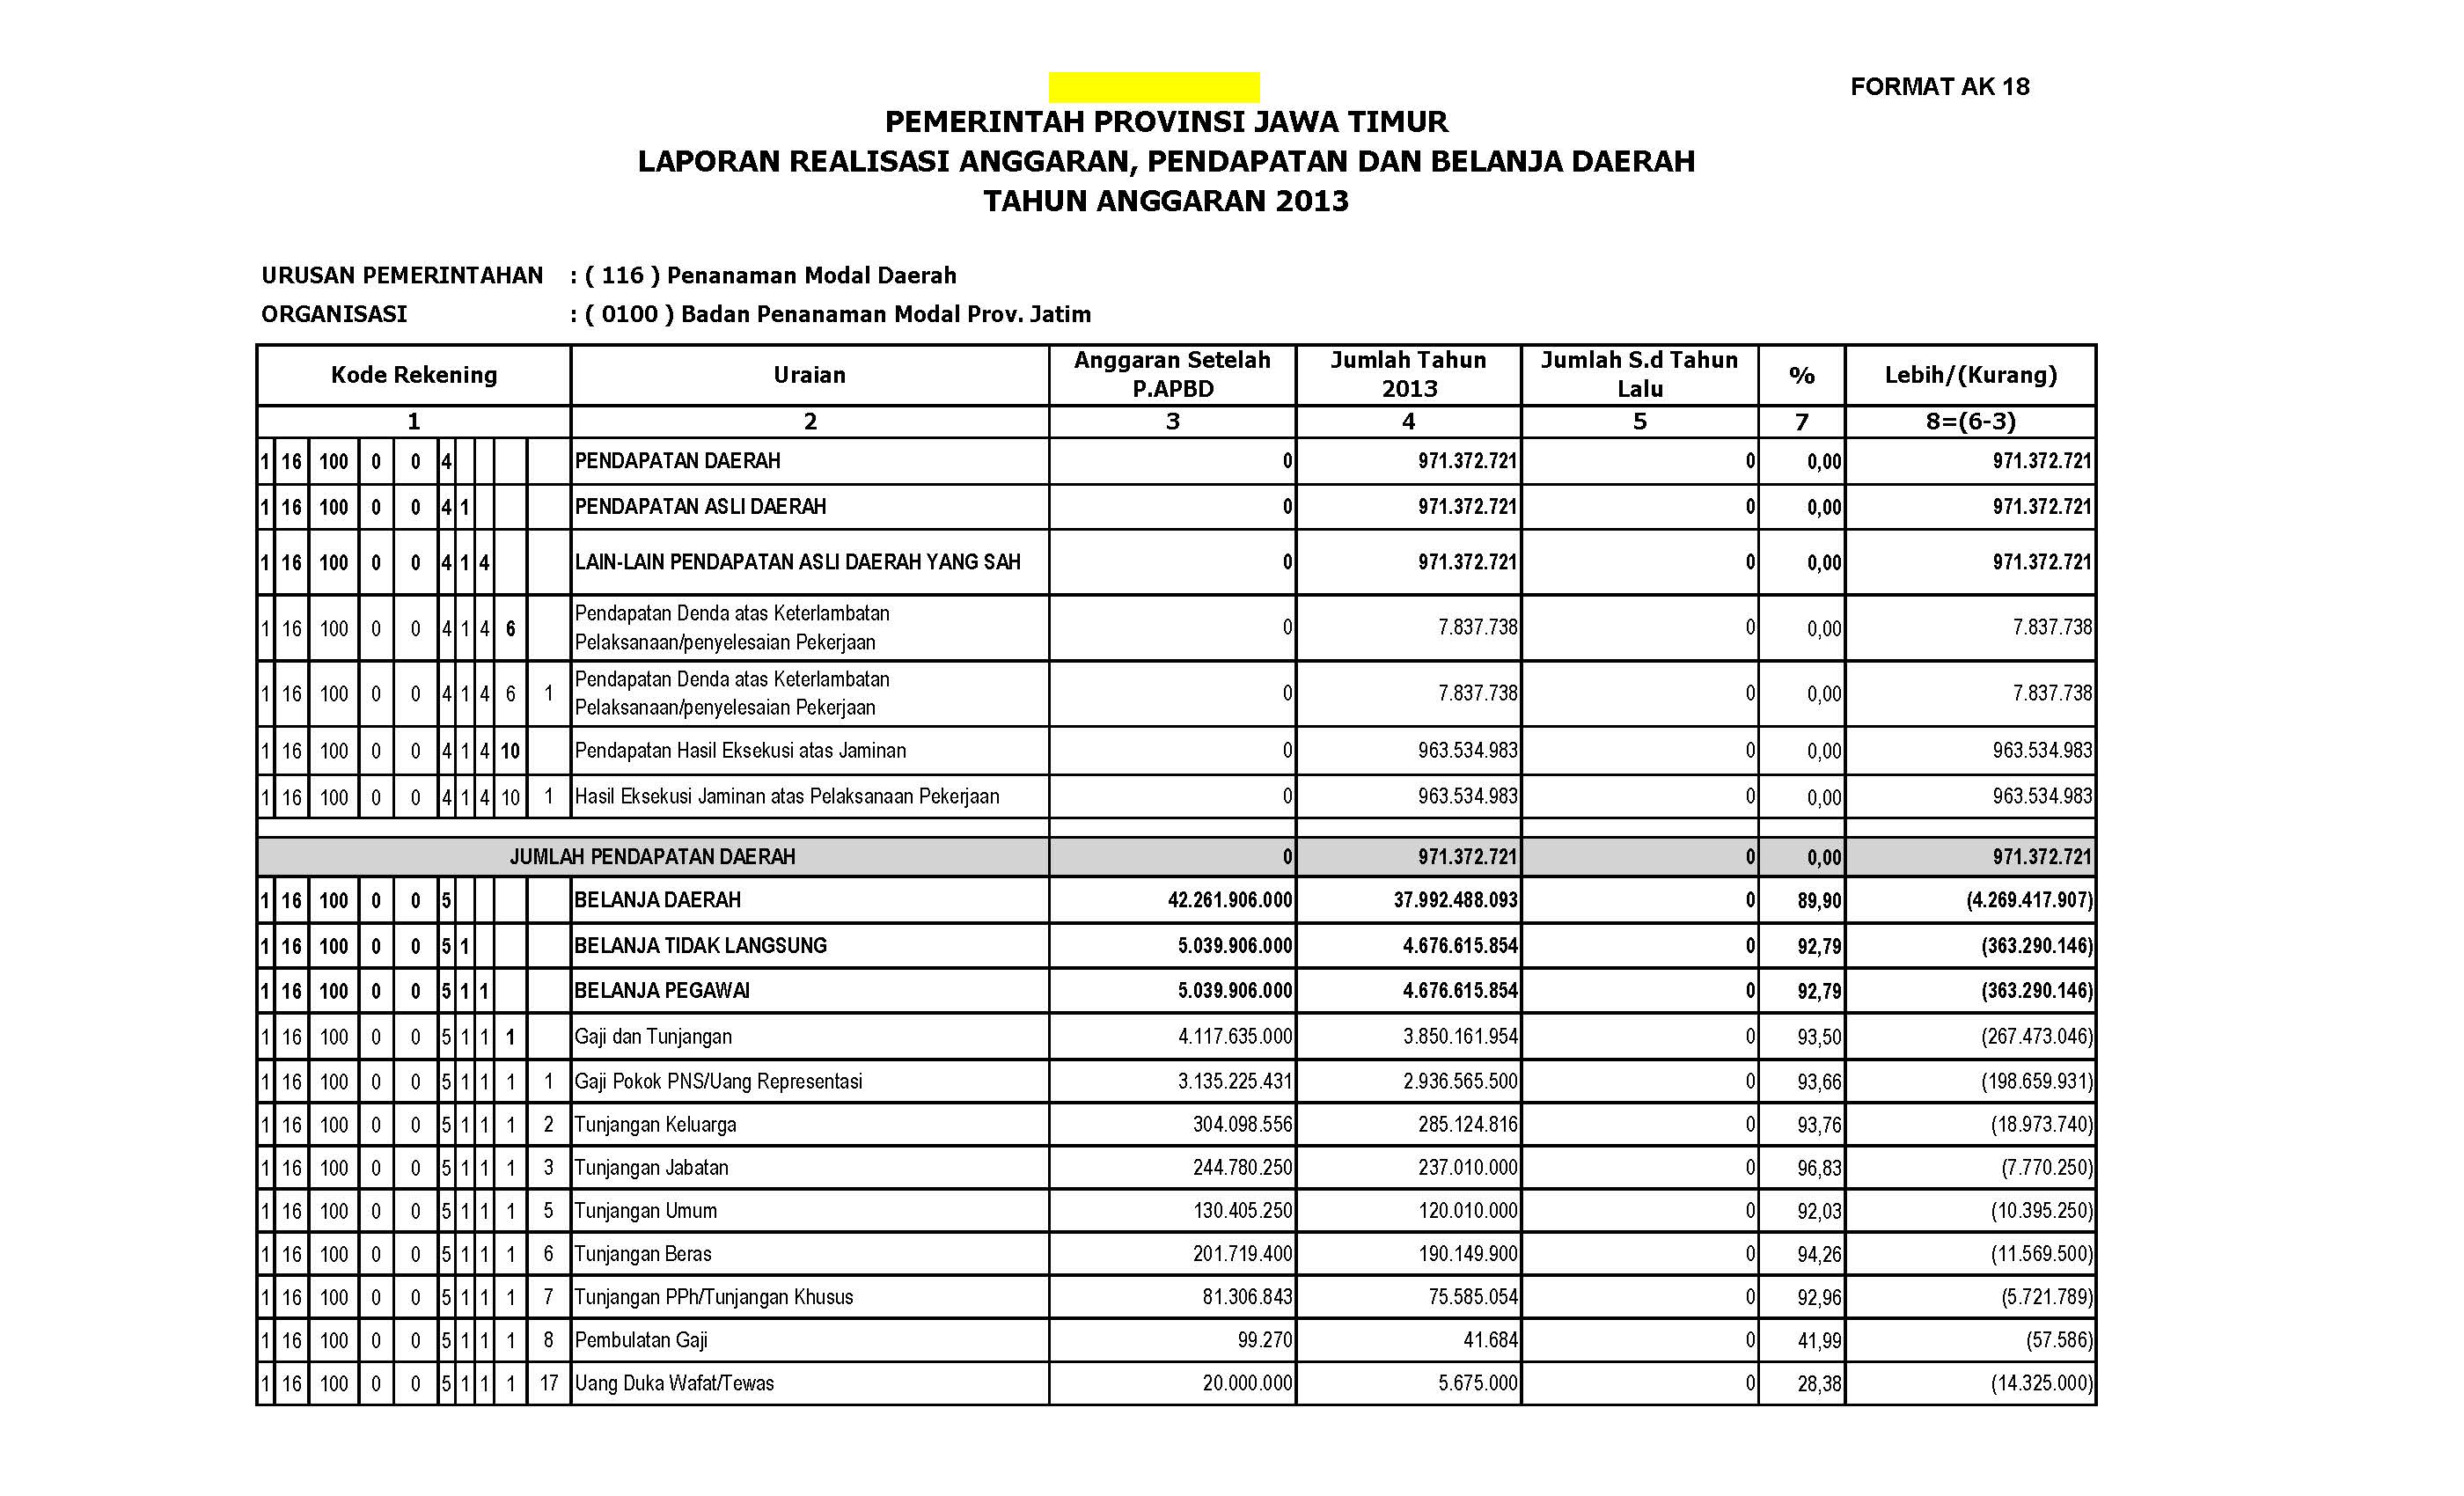 FORMAT AK 18
PEMERINTAH PROVINSI JAWA TIMUR
LAPORAN REALISASI ANGGARAN, PENDAPATAN DAN BELANJA DAERAH
TAHUN ANGGARAN 2013
URUSAN PEMERINTAHAN : ( 116 ) Penanaman Modal Daerah
ORGANISASI : ( 0100 ) Badan Penanaman Modal Prov. Jatim
Kode Rekening Uraian Anggaran Setelah P.APBD Jumlah Tahun 2013 Jumlah S.d Tahun Lalu % Lebih/(Kurang)
1 2 3 4 5 7 8=(6-3)
1 16 100 0 0 4 PENDAPATAN DAERAH 0 971.372.721 0 0,00 971.372.721
1 16 100 0 0 4 1 PENDAPATAN ASLI DAERAH 0 971.372.721 0 0,00 971.372.721
1 16 100 0 0 4 1 4 LAIN-LAIN PENDAPATAN ASLI DAERAH YANG SAH 0 971.372.721 0 0,00 971.372.721
1 16 100 0 0 4 1 4 6 Pendapatan Denda atas Keterlambatan Pelaksanaan/penyelesaian Pekerjaan 0 7.837.738 0 0,00 7.837.738
1 16 100 0 0 4 1 4 6 1 Pendapatan Denda atas Keterlambatan Pelaksanaan/penyelesaian Pekerjaan 0 7.837.738 0 0,00 7.837.738
1 16 100 0 0 4 1 4 10 Pendapatan Hasil Eksekusi atas Jaminan 0 963.534.983 0 0,00 963.534.983
1 16 100 0 0 4 1 4 10 1 Hasil Eksekusi Jaminan atas Pelaksanaan Pekerjaan 0 963.534.983 0 0,00 963.534.983
JUMLAH PENDAPATAN DAERAH 0 971.372.721 0 0,00 971.372.721
1 16 100 0 0 5 BELANJA DAERAH 42.261.906.000 37.992.488.093 0 89,90 (4.269.417.907)
1 16 100 0 0 5 1 BELANJA TIDAK LANGSUNG 5.039.906.000 4.676.615.854 0 92,79 (363.290.146)
1 16 100 0 0 5 1 1 BELANJA PEGAWAI 5.039.906.000 4.676.615.854 0 92,79 (363.290.146)
1 16 100 0 0 5 1 1 1 Gaji dan Tunjangan 4.117.635.000 3.850.161.954 0 93,50 (267.473.046)
1 16 100 0 0 5 1 1 1 1 Gaji Pokok PNS/Uang Representasi 3.135.225.431 2.936.565.500 0 93,66 (198.659.931)
1 16 100 0 0 5 1 1 1 2 Tunjangan Keluarga 304.098.556 285.124.816 0 93,76 (18.973.740)
1 16 100 0 0 5 1 1 1 3 Tunjangan Jabatan 244.780.250 237.010.000 0 96,83 (7.770.250)
1 16 100 0 0 5 1 1 1 5 Tunjangan Umum 130.405.250 120.010.000 0 92,03 (10.395.250)
1 16 100 0 0 5 1 1 1 6 Tunjangan Beras 201.719.400 190.149.900 0 94,26 (11.569.500)
1 16 100 0 0 5 1 1 1 7 Tunjangan PPh/Tunjangan Khusus 81.306.843 75.585.054 0 92,96 (5.721.789)
1 16 100 0 0 5 1 1 1 8 Pembulatan Gaji 99.270 41.684 0 41,99 (57.586)
1 16 100 0 0 5 1 1 1 17 Uang Duka Wafat/Tewas 20.000.000 5.675.000 0 28,38 (14.325.000)